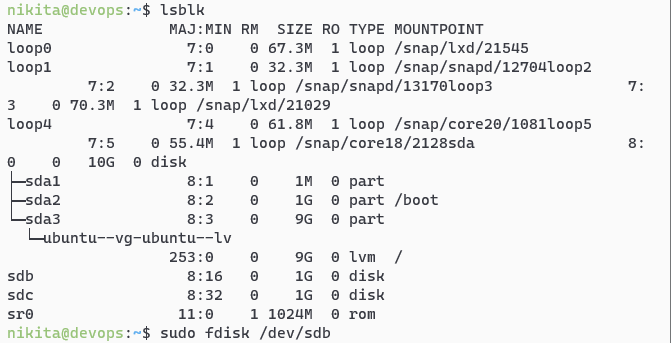 nikita@devops:~$ lsblk
NAME                      MAJ:MIN RM  SIZE RO TYPE MOUNTPOINT
loop0                       7:0    0 67.3M  1 loop /snap/lxd/21545
loop1                       7:1    0 32.3M  1 loop /snap/snapd/12704loop2
         7:2    0 32.3M  1 loop /snap/snapd/13170loop3               7:
3    0 70.3M  1 loop /snap/lxd/21029
loop4                       7:4    0 61.8M  1 loop /snap/core20/1081loop5
         7:5    0 55.4M  1 loop /snap/core18/2128sda                 8:
0    0   10G  0 disk
├─sda1                      8:1    0    1M  0 part
├─sda2                      8:2    0    1G  0 part /boot
└─sda3                      8:3    0    9G  0 part
  └─ubuntu--vg-ubuntu--lv
                          253:0    0    9G  0 lvm  /
sdb                         8:16   0    1G  0 disk
sdc                         8:32   0    1G  0 disk
sr0                        11:0    1 1024M  0 rom
nikita@devops:~$ sudo fdisk /dev/sdb